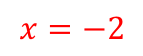 x = −2